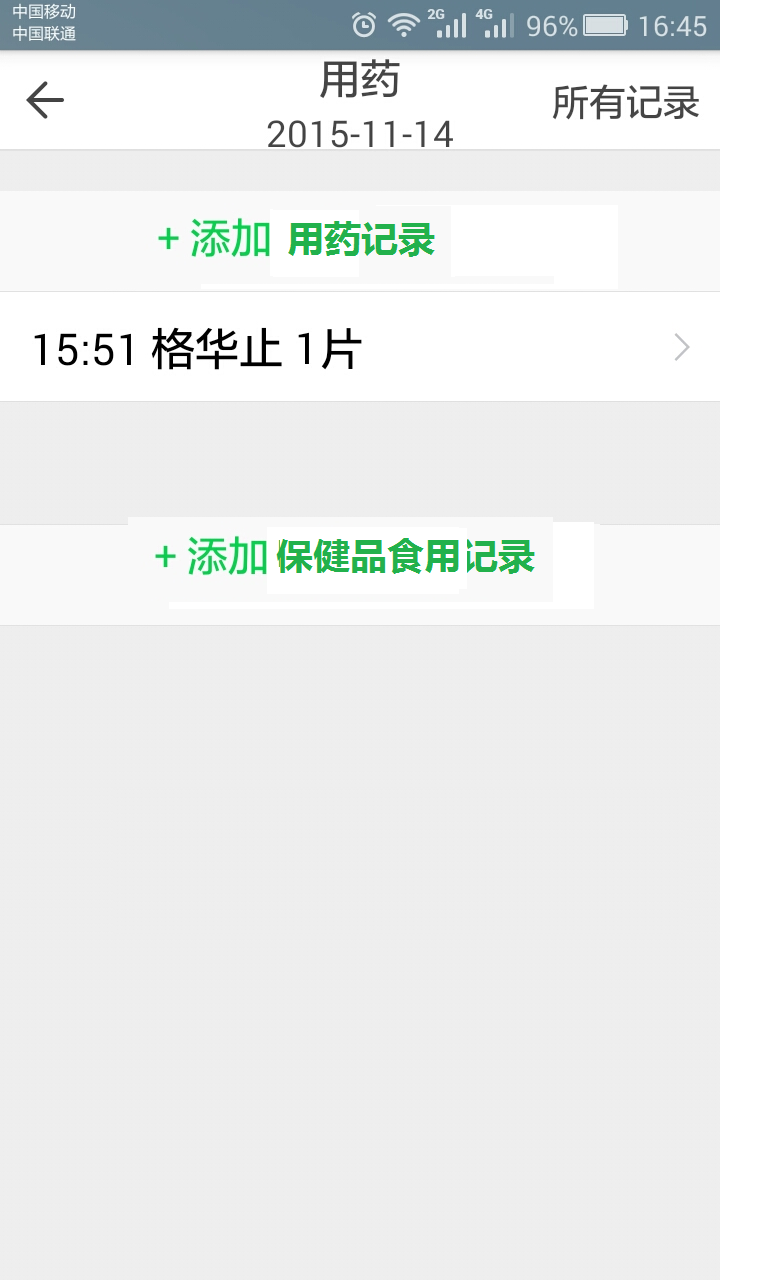 中国移动
中国联通
2G 4G 96% 16:45
用药
2015-11-14
所有记录
+ 添加 用药记录
15:51 格华止 1片
+ 添加 保健品食用记录